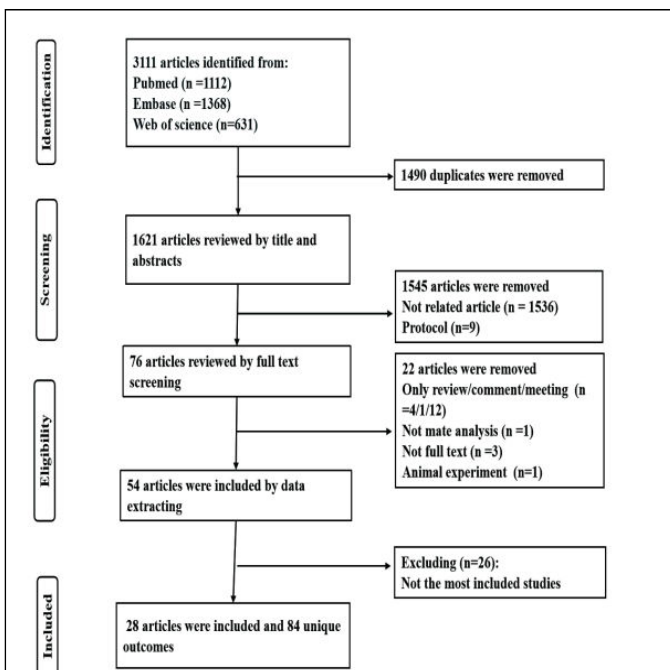 Identification
3111 articles identified from:
Pubmed (n =1112)
Embase (n =1368)
Web of science (n=631)
1490 duplicates were removed
Screening
1621 articles reviewed by title and
abstracts
1545 articles were removed
Not related article (n = 1536)
Protocol (n=9)
76 articles reviewed by full text
screening
Eligibility
22 articles were removed
Only review/comment/meeting (n
=4/1/12)
Not mate analysis (n =1)
Not full text (n =3)
Animal experiment (n=1)
54 articles were included by data
extracting
Excluding (n=26):
Not the most included studies
Included
28 articles were included and 84 unique
outcomes